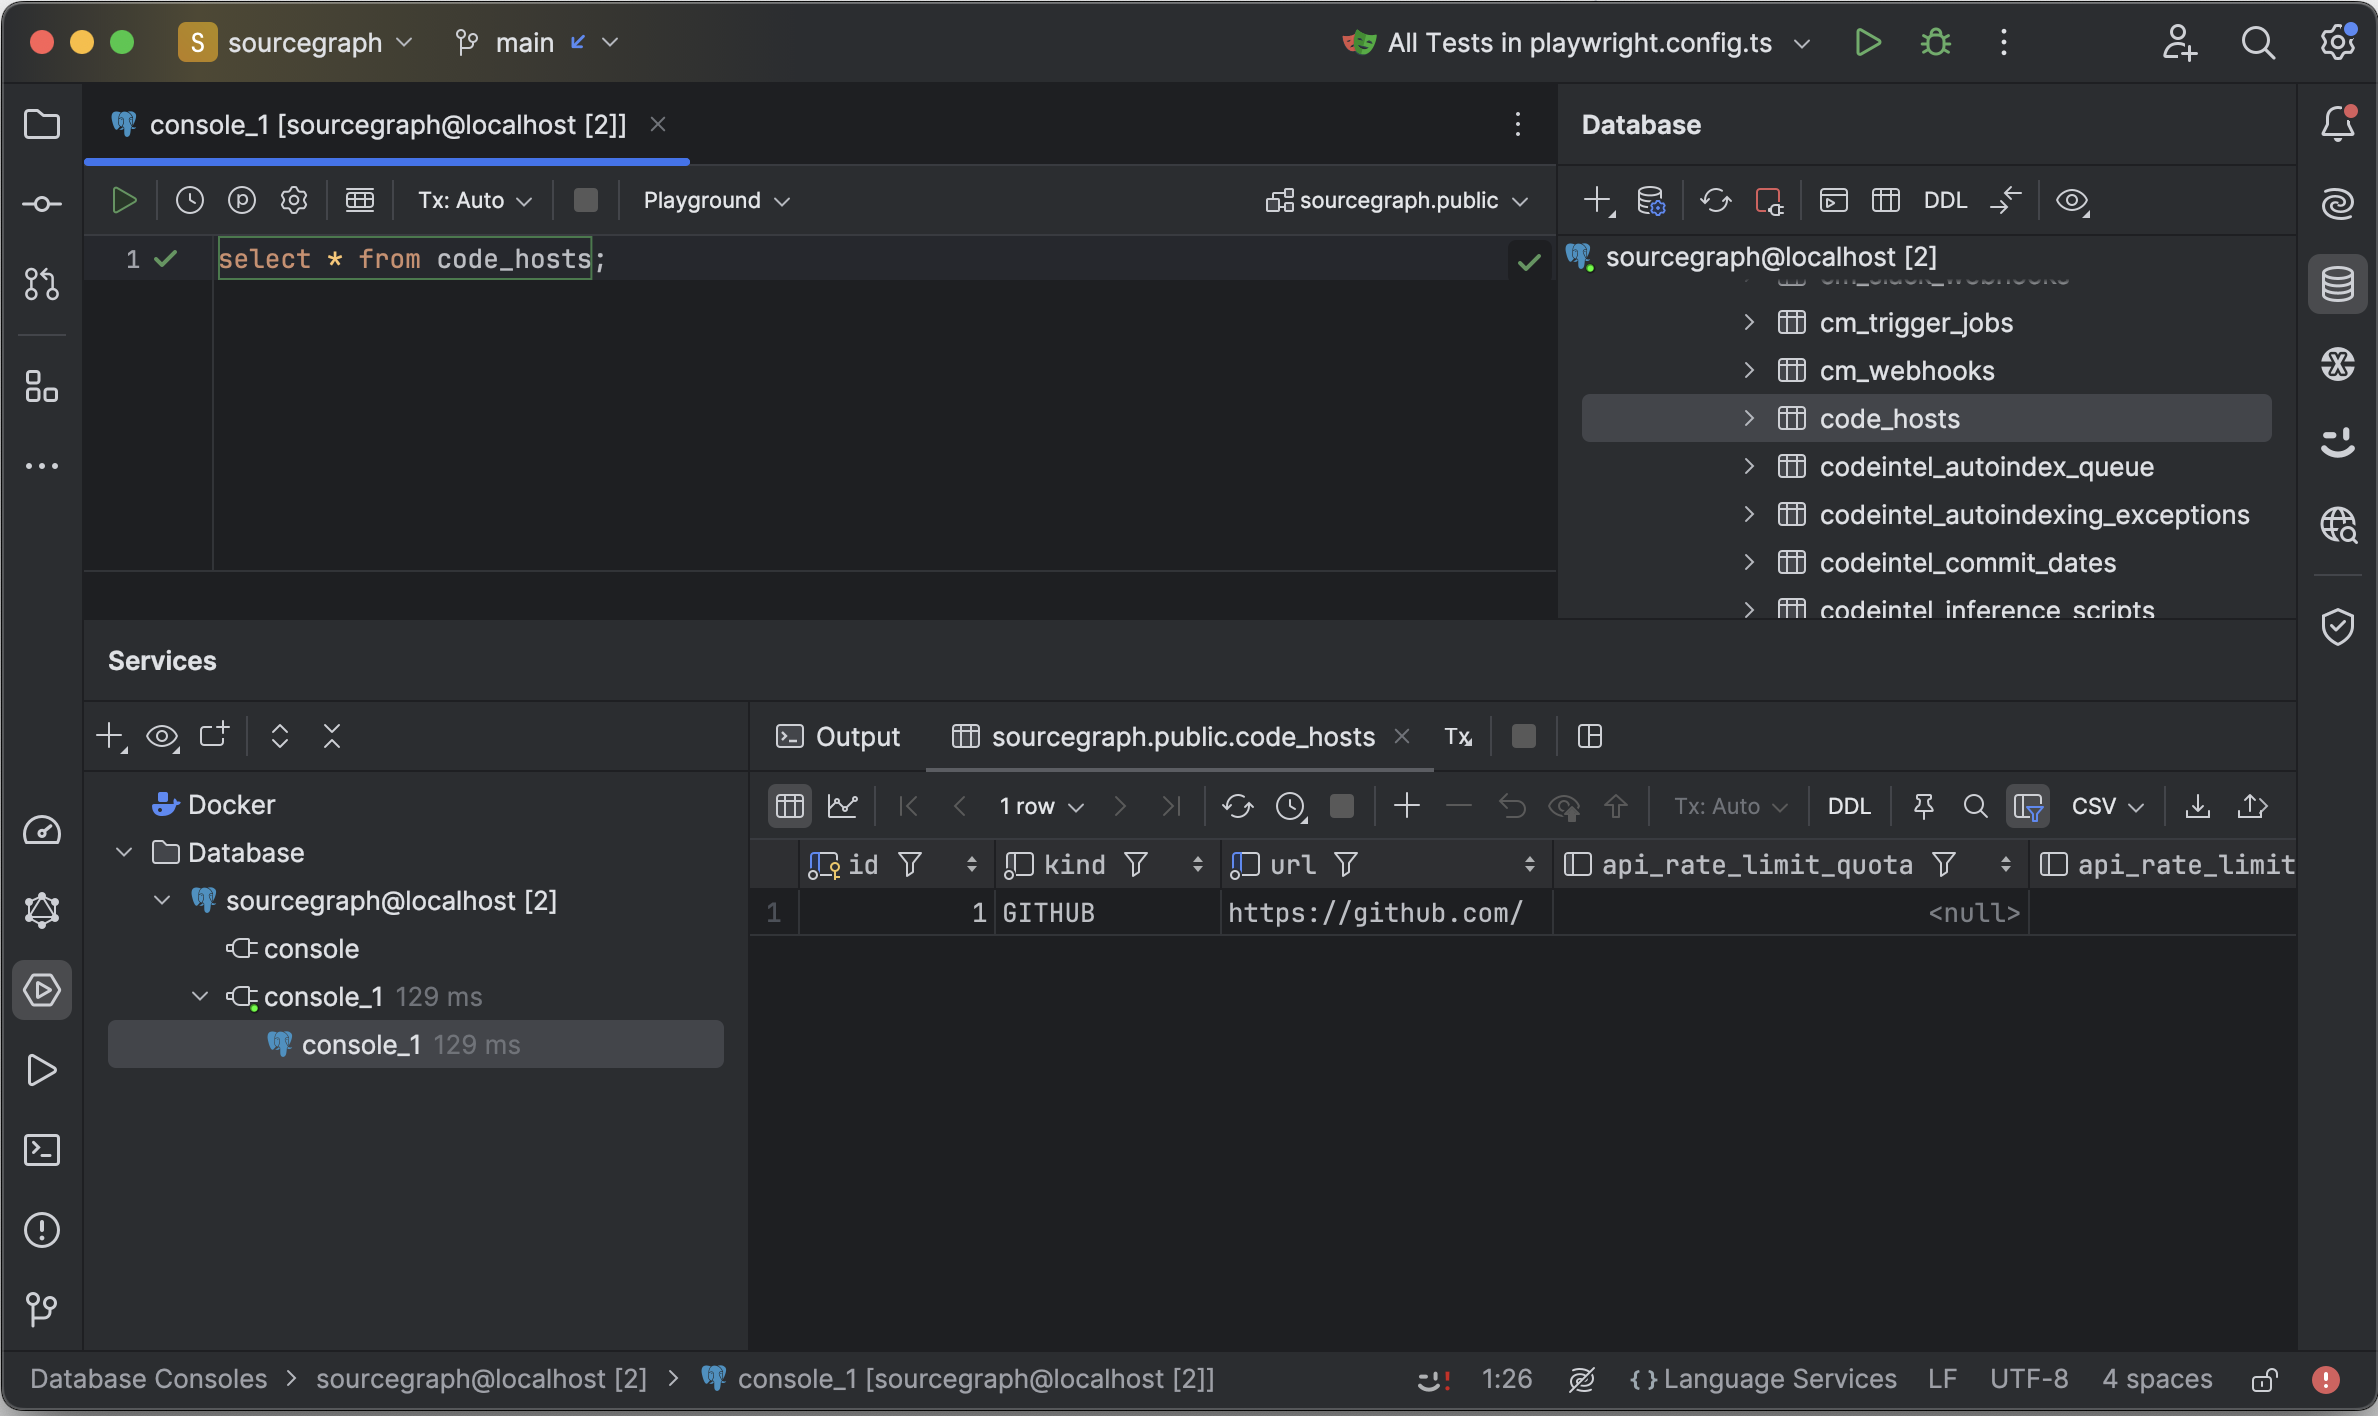 S sourcegraph main All Tests in playwright.config.ts
console_1 [sourcegraph@localhost [2]]
Database
Tx: Auto Playground sourcegraph.public
DDL
1 select * from code_hosts;
sourcegraph@localhost [2]
cm_slack_webhooks
cm_trigger_jobs
cm_webhooks
code_hosts
codeintel_autoindex_queue
codeintel_autoindexing_exceptions
codeintel_commit_dates
codeintel_inference_scripts
Services
Output sourcegraph.public.code_hosts Tx
Docker
Database
sourcegraph@localhost [2]
console
console_1 129 ms
console_1 129 ms
1 row Tx: Auto DDL CSV
id kind url api_rate_limit_quota api_rate_limit
1 1 GITHUB https://github.com/ <null>
Database Consoles > sourcegraph@localhost [2] > console_1 [sourcegraph@localhost [2]] 1:26 {} Language Services LF UTF-8 4 spaces